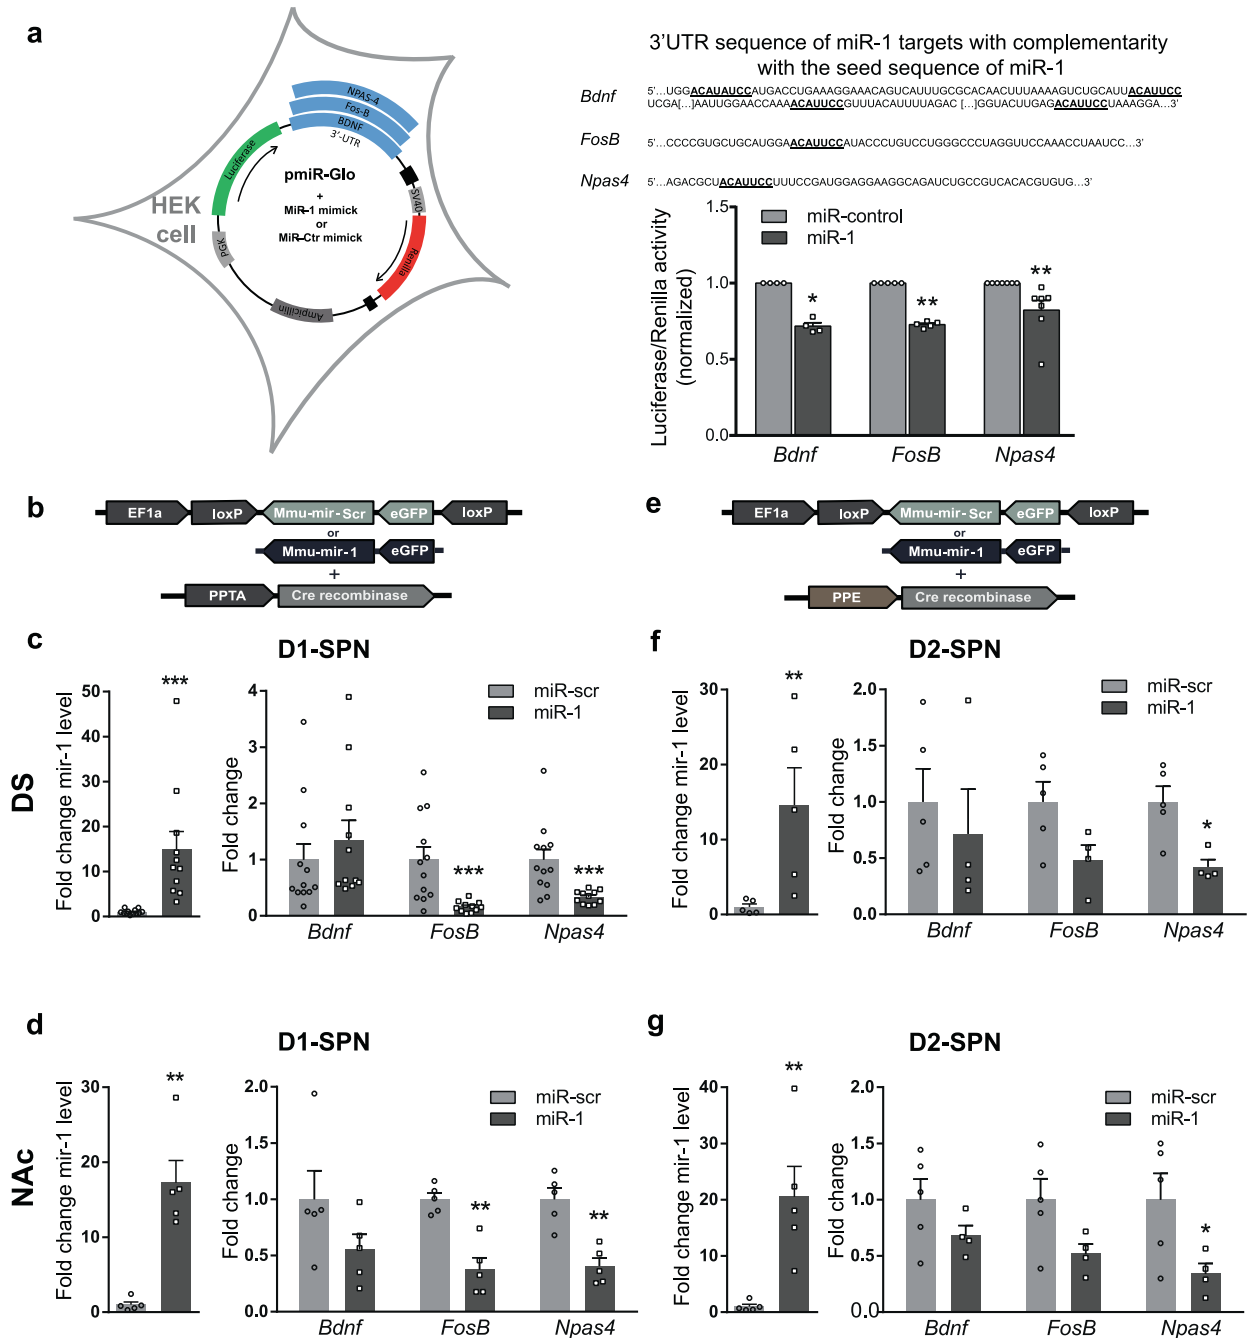 a
NPAS-4
Fos-B
BDNF
3'-UTR
Luciferase
pmiR-Glo
+
MiR-1 mimick
or
MiR-Ctr mimick
SV40
Renilla
Ampicillin
PGK
HEK
cell
3'UTR sequence of miR-1 targets with complementarity
with the seed sequence of miR-1
Bdnf
5'...UGGACAUAUCCAUGACCUGAAAGGAAACAGUCAUUUGCGCACAACUUUAAAAGUCUGCAUUACAUUCC
UCGA[...]AAUUGGAACCAAAACAUUCCGUUUACAUUUUAGAC [...]GGUACUUGAGACAUUCCUAAAGGA...3'
FosB
5'...CCCCGUGCUGCAUGGAACAUUCCAUACCCUGUCCUGGGCCCUAGGUUCCAAACCUAAUCC...3'
Npas4
5'...AGACGCUACAUUCCUUUCCGAUGGAGGAAGGCAGAUCUGCCGUCACACGUGUG...3'
Luciferase/Renilla activity
(normalized)
1.5
1.0
0.5
0.0
miR-control
miR-1
*
**
**
Bdnf
FosB
Npas4
b
EF1a
loxP
Mmu-mir-Scr
eGFP
loxP
or
Mmu-mir-1
eGFP
+
PPTA
Cre recombinase
e
EF1a
loxP
Mmu-mir-Scr
eGFP
loxP
or
Mmu-mir-1
eGFP
+
PPE
Cre recombinase
c
D1-SPN
DS
Fold change mir-1 level
50
40
30
20
10
0
***
Fold change
4
3
2
1
0
miR-scr
miR-1
***
***
Bdnf
FosB
Npas4
f
D2-SPN
Fold change mir-1 level
30
20
10
0
**
Fold change
2.0
1.5
1.0
0.5
0
miR-scr
miR-1
*
Bdnf
FosB
Npas4
d
D1-SPN
NAc
Fold change mir-1 level
30
20
10
0
**
Fold change
2.0
1.5
1.0
0.5
0.0
miR-scr
miR-1
**
**
Bdnf
FosB
Npas4
g
D2-SPN
Fold change mir-1 level
40
30
20
10
0
**
Fold change
2.0
1.5
1.0
0.5
0.0
miR-scr
miR-1
*
Bdnf
FosB
Npas4